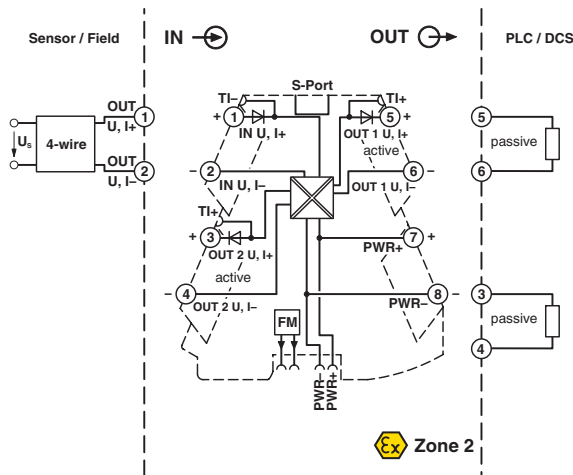 Sensor / Field
IN
OUT
PLC / DCS
S-Port
TI–
TI+
OUT
U, I+
1
+
1
IN U, I+
5
+
OUT 1 U, I+
active
5
Us
4-wire
passive
OUT
U, I–
2
–
2
IN U, I–
6
–
OUT 1 U, I–
6
TI+
+
3
OUT 2 U, I+
active
7
+
PWR+
–
4
OUT 2 U, I–
8
–
PWR–
3
passive
4
FM
PWR–
PWR+
Ex
Zone 2